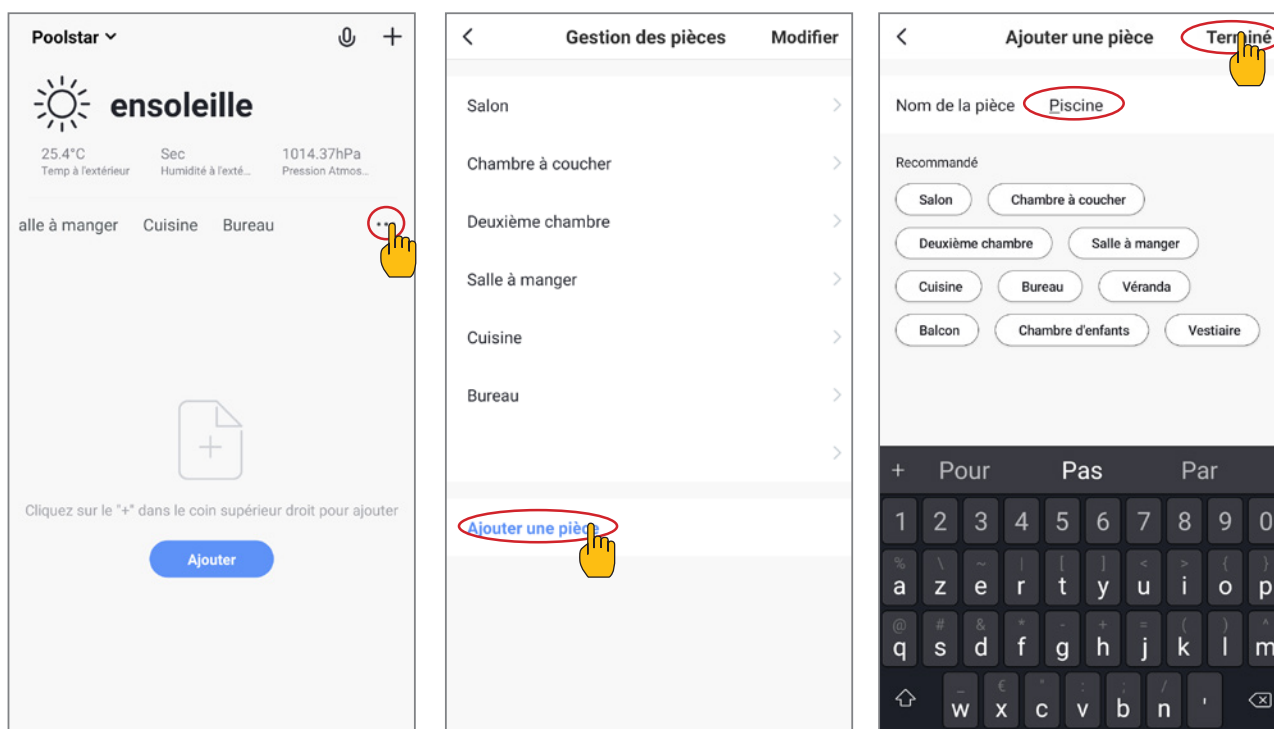 Poolstar
ensoleille
25.4°C Sec 1014.37hPa
Temp à l'extérieur Humidité à l'exté... Pression Atmos...
alle à manger Cuisine Bureau ...
Cliquez sur le "+" dans le coin supérieur droit pour ajouter
Ajouter
Gestion des pièces Modifier
Salon
Chambre à coucher
Deuxième chambre
Salle à manger
Cuisine
Bureau
Ajouter une pièce
Ajouter une pièce Terminé
Nom de la pièce Piscine
Recommandé
Salon Chambre à coucher
Deuxième chambre Salle à manger
Cuisine Bureau Véranda
Balcon Chambre d'enfants Vestiaire
+ Pour Pas Par
1 2 3 4 5 6 7 8 9 0
% \ ~ | [ ] < > { }
a z e r t y u i o p
@ # & * - + = ( ) ^
q s d f g h j k l m
_ € " : ; /
w x c v b n '